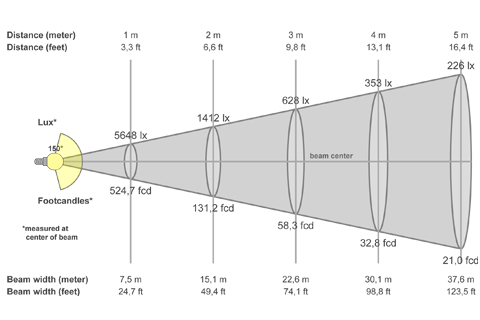 Distance (meter) 1 m 2 m 3 m 4 m 5 m
Distance (feet) 3,3 ft 6,6 ft 9,8 ft 13,1 ft 16,4 ft
226 lx
353 lx
628 lx
1412 lx
5648 lx
Lux*
150°
beam center
524,7 fcd
131,2 fcd
58,3 fcd
32,8 fcd
21,0 fcd
Footcandles*
*measured at
center of beam
Beam width (meter) 7,5 m 15,1 m 22,6 m 30,1 m 37,6 m
Beam width (feet) 24,7 ft 49,4 ft 74,1 ft 98,8 ft 123,5 ft